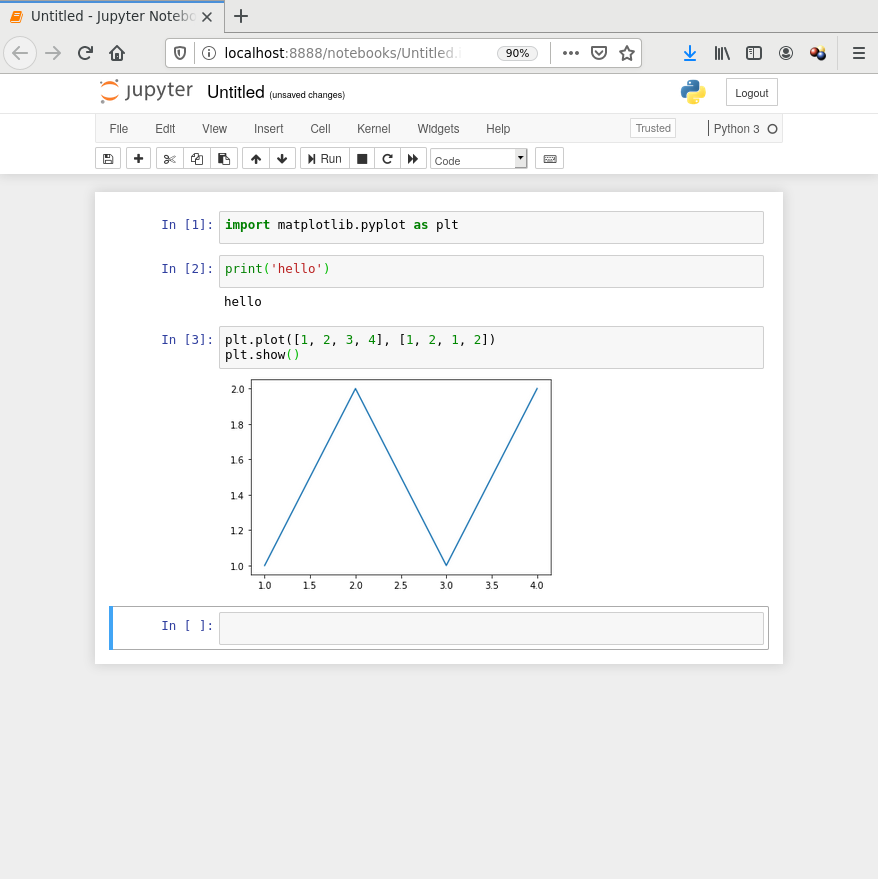 Untitled - Jupyter Notebo
localhost:8888/notebooks/Untitled.i 90%
jupyter Untitled (unsaved changes) Logout
File Edit View Insert Cell Kernel Widgets Help Trusted Python 3
Run Code
In [1]: import matplotlib.pyplot as plt
In [2]: print('hello')
hello
In [3]: plt.plot([1, 2, 3, 4], [1, 2, 1, 2])
plt.show()
2.0
1.8
1.6
1.4
1.2
1.0
1.0 1.5 2.0 2.5 3.0 3.5 4.0
In [ ]: